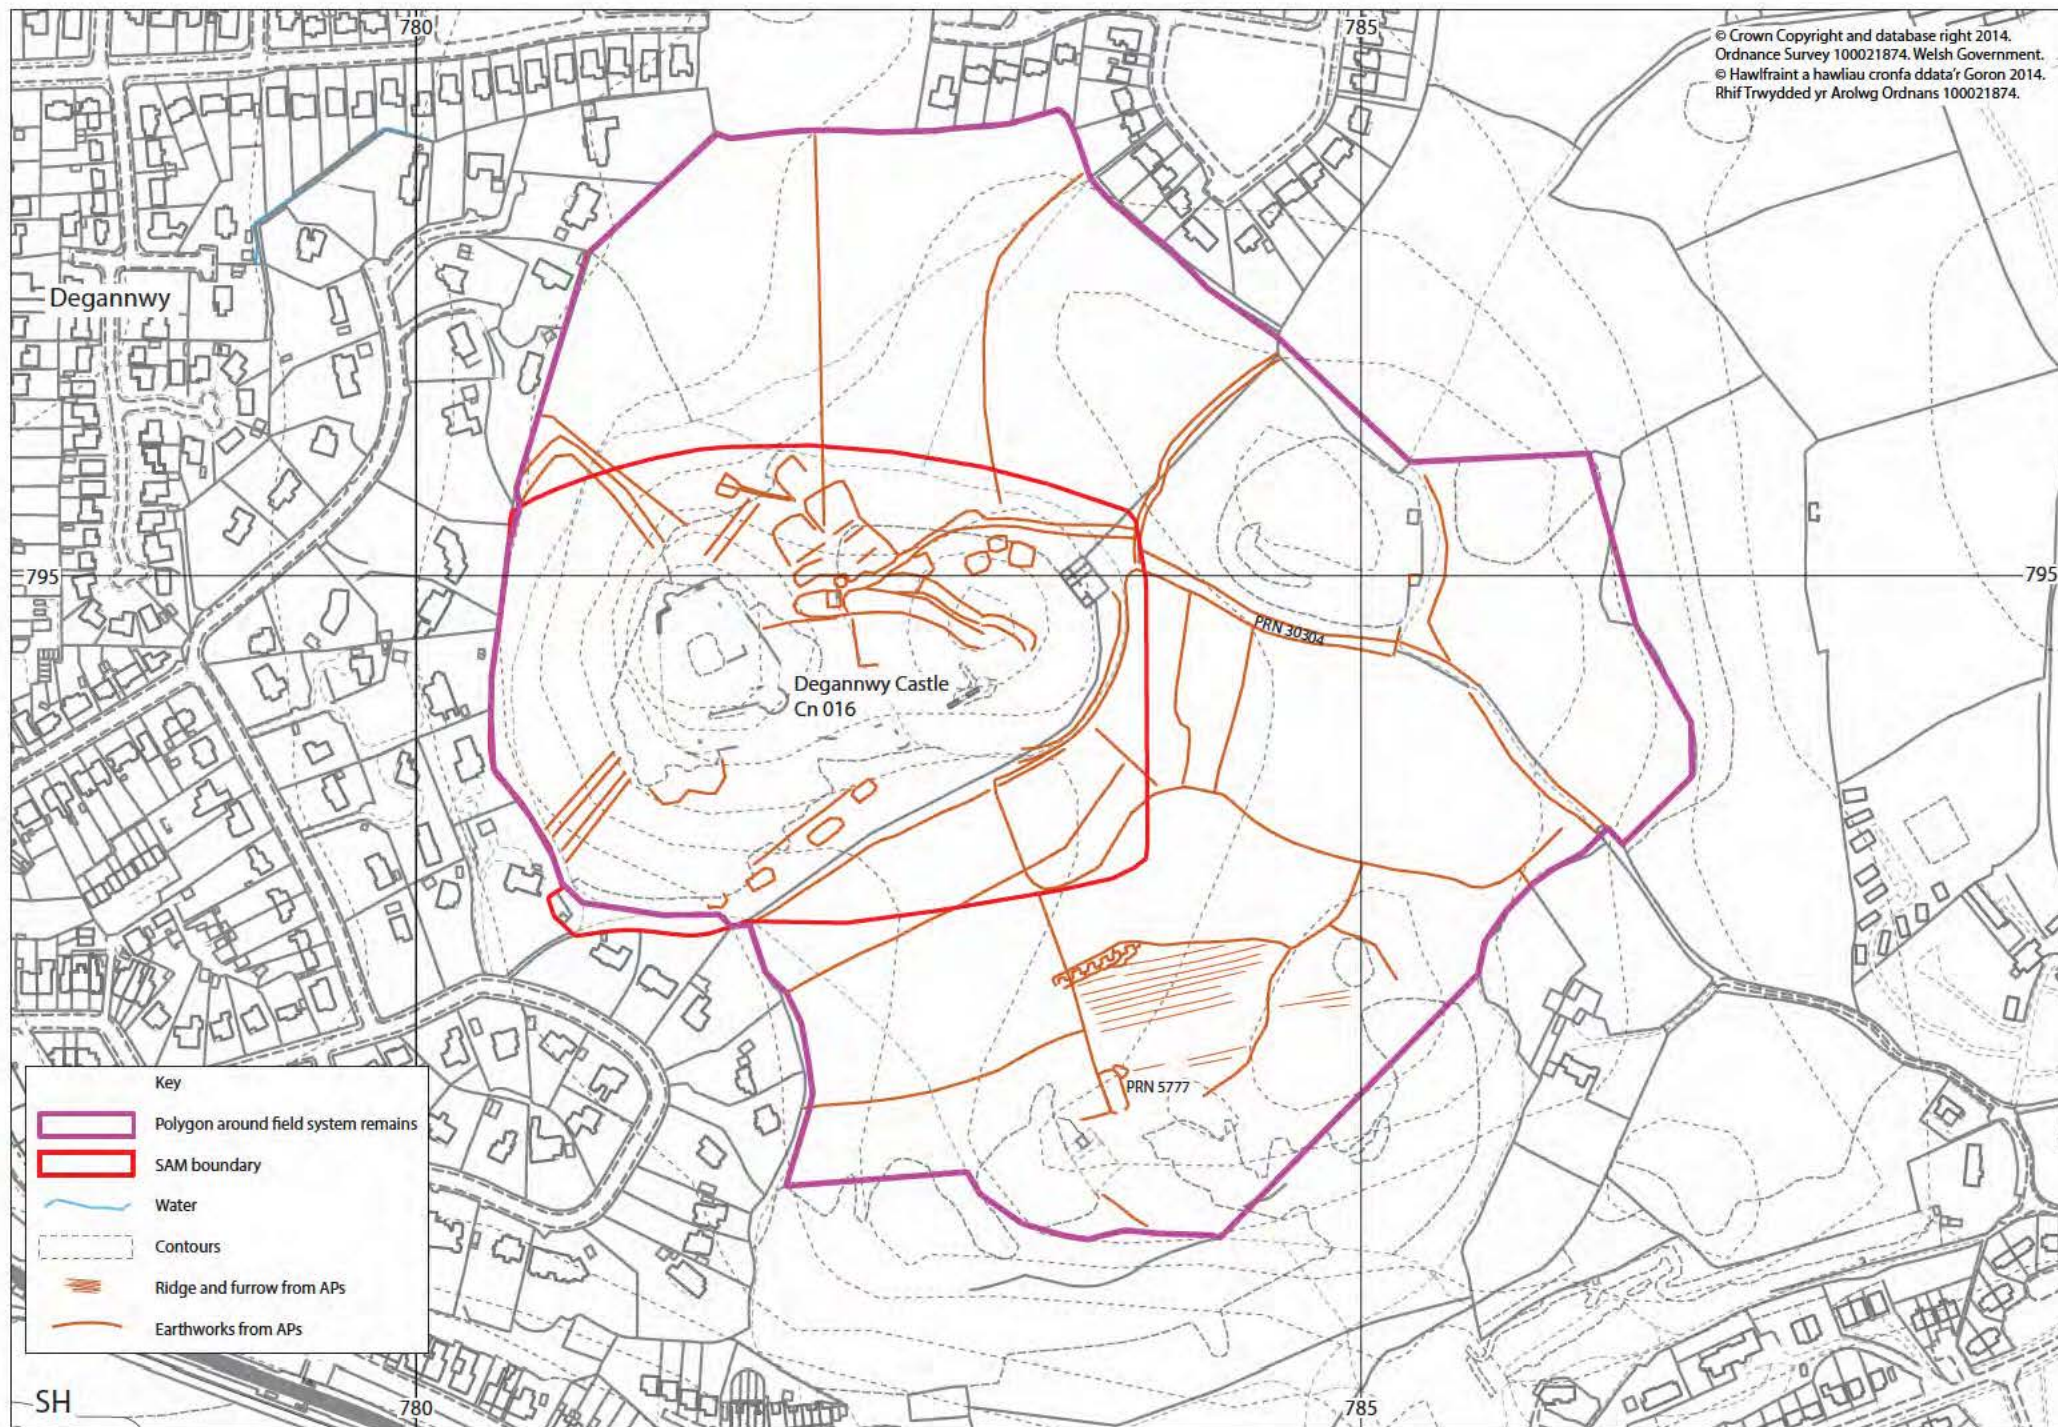 780
785
© Crown Copyright and database right 2014.
Ordnance Survey 100021874. Welsh Government.
© Hawlfraint a hawliau cronfa ddata'r Goron 2014.
Rhif Trwydded yr Arolwg Ordnans 100021874.
Degannwy
795
795
PRN 30304
Degannwy Castle
Cn 016
PRN 5777
Key
Polygon around field system remains
SAM boundary
Water
Contours
Ridge and furrow from APs
Earthworks from APs
SH
780
785